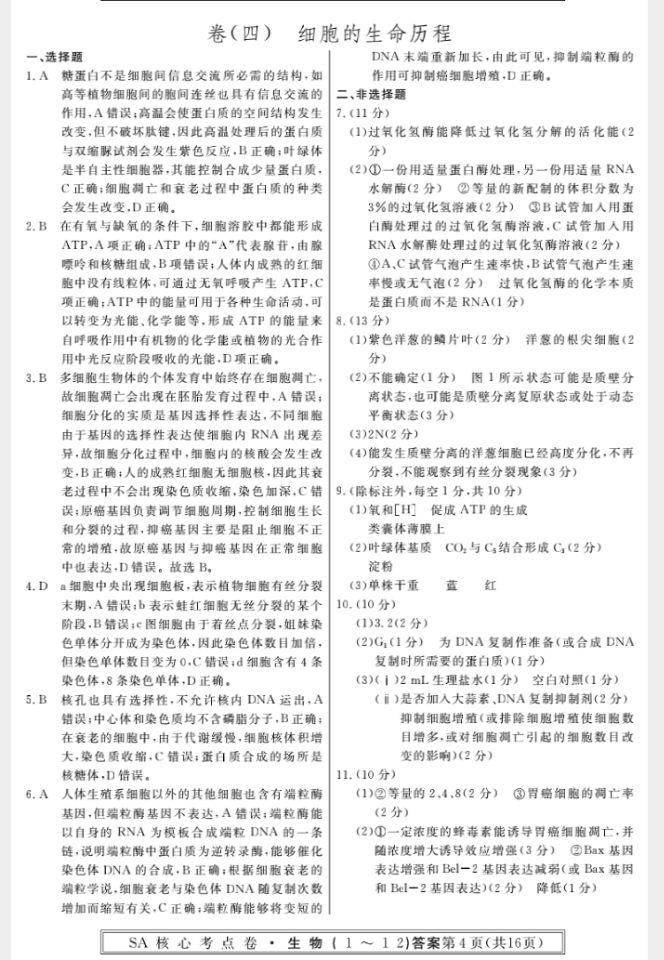 卷(四) 细胞的生命历程
一、选择题
1. A 糖蛋白不是细胞间信息交流所必需的结构,如
高等植物细胞间的胞间连丝也具有信息交流的
作用,A 错误;高温会使蛋白质的空间结构发生
改变,但不破坏肽键,因此高温处理后的蛋白质
与双缩脲试剂会发生紫色反应,B 正确;叶绿体
是半自主性细胞器,其能控制合成少量蛋白质,
C 正确;细胞凋亡和衰老过程中蛋白质的种类
会发生改变,D 正确。
2. B 在有氧与缺氧的条件下,细胞溶胶中都能形成
ATP,A 项正确;ATP 中的“A”代表腺苷,由腺
嘌呤和核糖组成,B 项错误;人体内成熟的红细
胞中没有线粒体,可通过无氧呼吸产生 ATP,C
项正确;ATP 中的能量可用于各种生命活动,可
以转变为光能、化学能等,形成 ATP 的能量来
自呼吸作用中有机物的化学能或植物的光合作
用中光反应阶段吸收的光能,D 项正确。
3. B 多细胞生物体的个体发育中始终存在细胞凋亡,
故细胞凋亡会出现在胚胎发育过程中,A 错误;
细胞分化的实质是基因选择性表达,不同细胞
由于基因的选择性表达使细胞内 RNA 出现差
异,故细胞分化过程中,细胞内的核酸会发生改
变,B 正确;人的成熟红细胞无细胞核,因此其衰
老过程中不会出现染色质收缩,染色加深,C 错
误;原癌基因负责调节细胞周期,控制细胞生长
和分裂的过程,抑癌基因主要是阻止细胞不正
常的增殖,故原癌基因与抑癌基因在正常细胞
中也表达,D 错误。故选 B。
4. D a 细胞中央出现细胞板,表示植物细胞有丝分裂
末期,A 错误;b 表示蛙红细胞无丝分裂的某个
阶段,B 错误;c 图细胞由于着丝点分裂,姐妹染
色单体分开成为染色体,因此染色体数目加倍,
但染色单体数目变为 0,C 错误;d 细胞含有 4 条
染色体,8 条染色单体,D 正确。
5. B 核孔也具有选择性,不允许核内 DNA 运出,A
错误;中心体和染色质均不含磷脂分子,B 正确;
在衰老的细胞中,由于代谢缓慢,细胞核体积增
大,染色质收缩,C 错误;蛋白质合成的场所是
核糖体,D 错误。
6. A 人体生殖系细胞以外的其他细胞也含有端粒酶
基因,但端粒酶基因不表达,A 错误;端粒酶能
以自身的 RNA 为模板合成端粒 DNA 的一条
链,说明端粒酶中蛋白质为逆转录酶,能够催化
染色体 DNA 的合成,B 正确;根据细胞衰老的
端粒学说,细胞衰老与染色体 DNA 随复制次数
增加而缩短有关,C 正确;端粒酶能够将变短的
DNA 末端重新加长,由此可见,抑制端粒酶的
作用可抑制癌细胞增殖,D 正确。
二、非选择题
7. (11 分)
(1)过氧化氢酶能降低过氧化氢分解的活化能(2
分)
(2)①一份用适量蛋白酶处理,另一份用适量 RNA
水解酶(2 分) ②等量的新配制的体积分数为
3%的过氧化氢溶液(2 分) ③B 试管加入用蛋
白酶处理过的过氧化氢酶溶液,C 试管加入用
RNA 水解酶处理过的过氧化氢酶溶液(2 分)
④A、C 试管气泡产生速率快,B 试管气泡产生速
率慢或无气泡(2 分) 过氧化氢酶的化学本质
是蛋白质而不是 RNA(1 分)
8. (13 分)
(1)紫色洋葱的鳞片叶(2 分) 洋葱的根尖细胞(2
分)
(2)不能确定(1 分) 图 1 所示状态可能是质壁分
离状态,也可能是质壁分离复原状态或处于动态
平衡状态(3 分)
(3)2N(2 分)
(4)能发生质壁分离的洋葱细胞已经高度分化,不再
分裂,不能观察到有丝分裂现象(3 分)
9. (除标注外,每空 1 分,共 10 分)
(1)氧和[H] 促成 ATP 的生成
类囊体薄膜上
(2)叶绿体基质 CO₂与 C₅结合形成 C₃(2 分)
淀粉
(3)单株干重 蓝 红
10. (10 分)
(1)3.2(2 分)
(2)G₁(1 分) 为 DNA 复制作准备(或合成 DNA
复制时所需要的蛋白质)(1 分)
(3)(ⅰ)2 mL 生理盐水(1 分) 空白对照(1 分)
(ⅱ)是否加入大蒜素、DNA 复制抑制剂(2 分)
抑制细胞增殖(或排除细胞增殖使细胞数
目增多,或对细胞凋亡引起的细胞数目改
变的影响)(2 分)
11. (10 分)
(1)②等量的 2、4、8(2 分) ③胃癌细胞的凋亡率
(2 分)
(2)①一定浓度的蜂毒素能诱导胃癌细胞凋亡,并
随浓度增大诱导效应增强(3 分) ②Bax 基因
表达增强和 Bel-2 基因表达减弱(或 Bax 基因
和 Bel-2 基因表达)(2 分) 降低(1 分)
SA 核 心 考 点 卷 · 生 物 ( 1 ~ 1 2 )答案第 4 页(共16页)